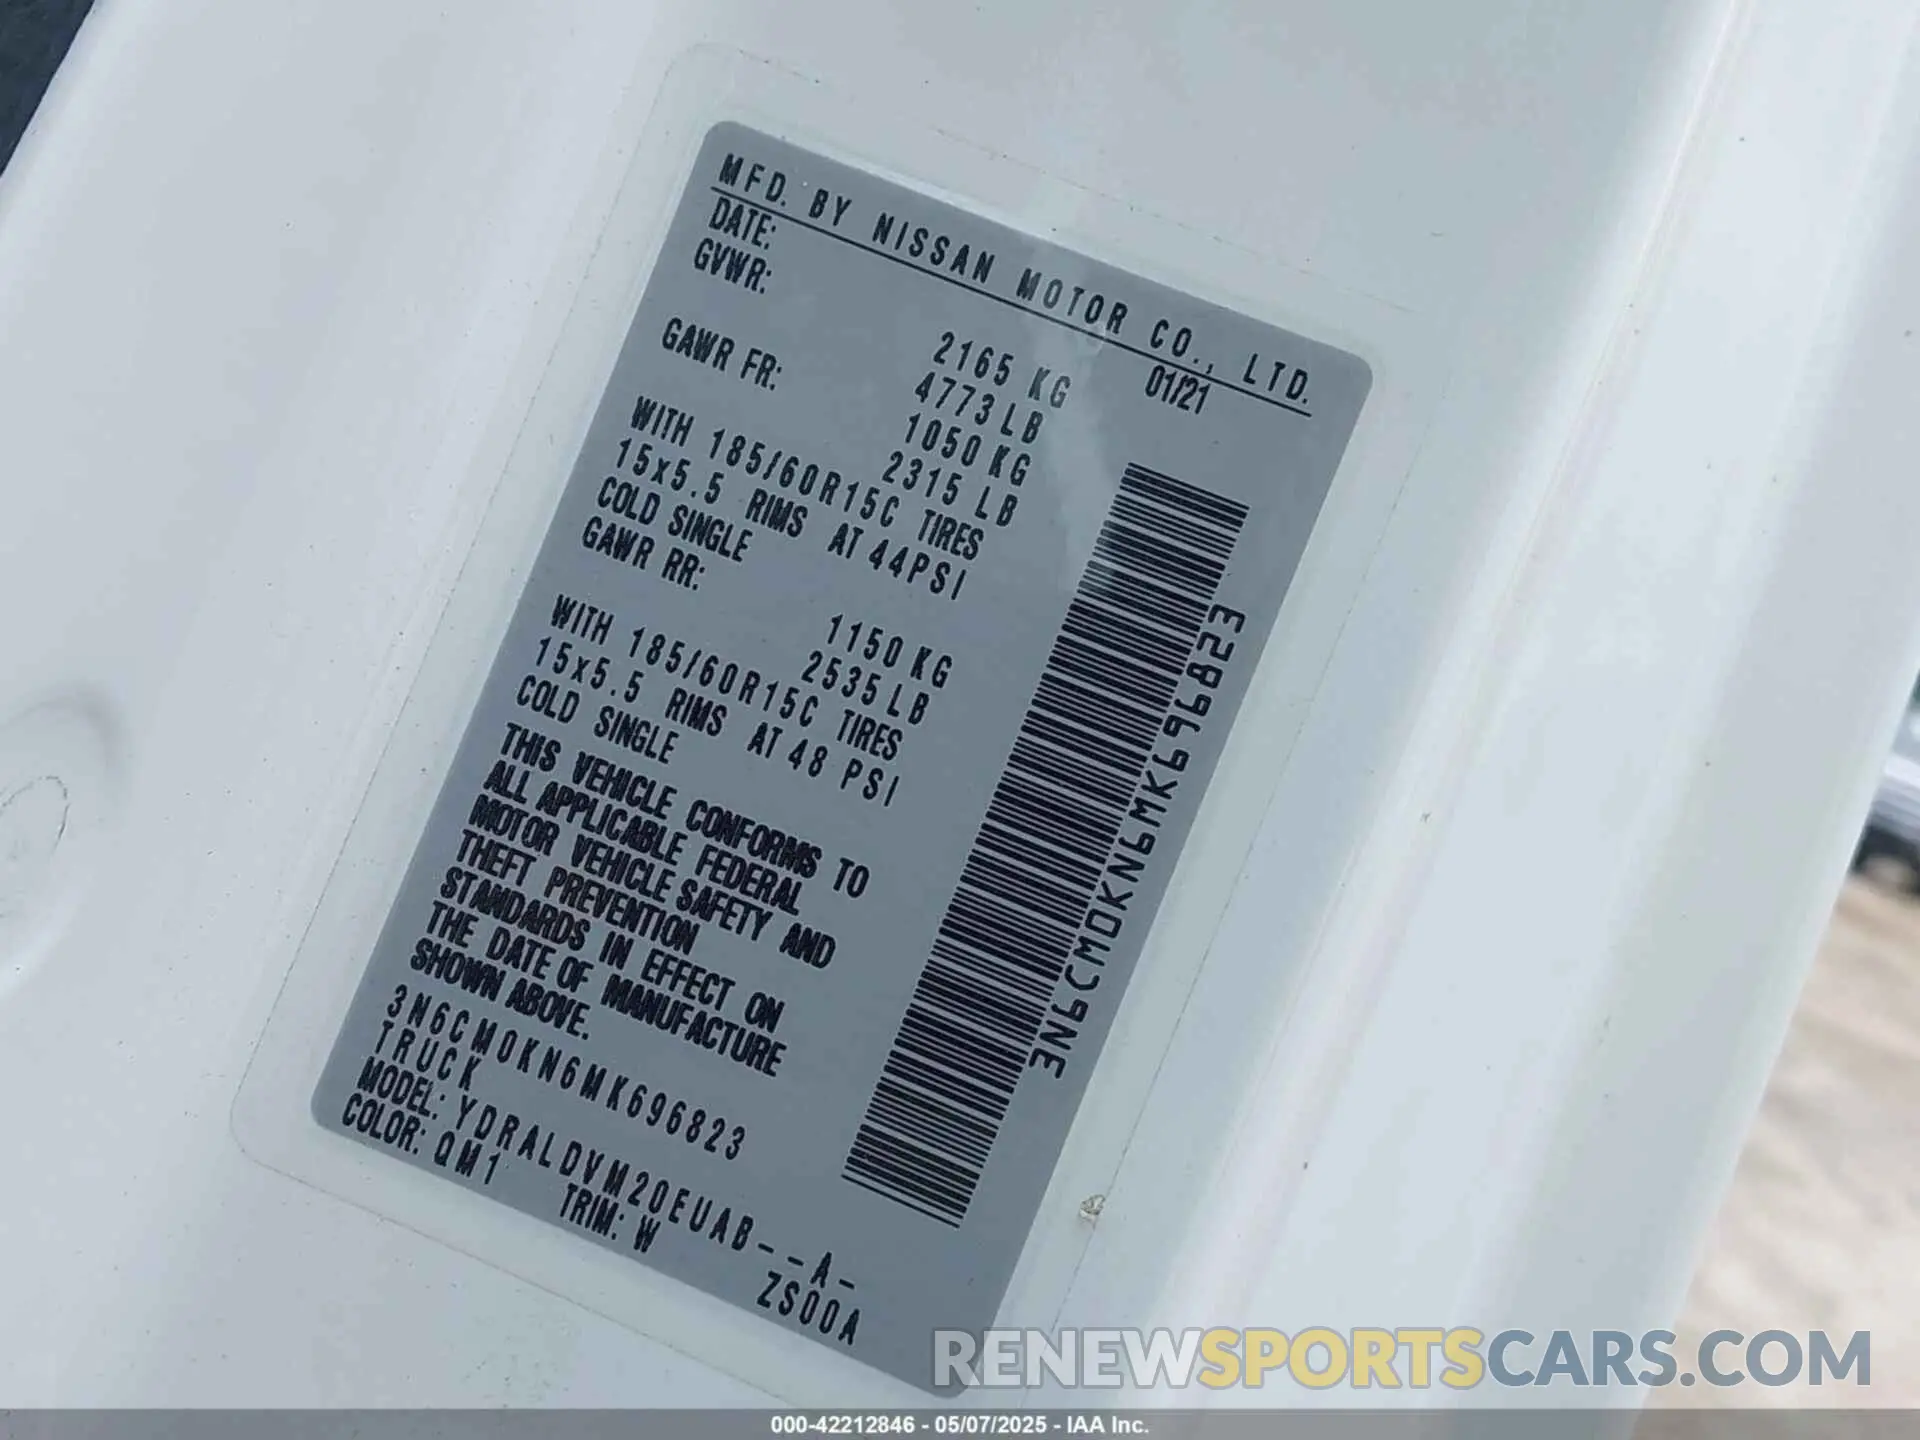 MFD. BY NISSAN MOTOR CO., LTD.
DATE: 01/21
GVWR: 2165 KG
4773 LB
GAWR FR: 1050 KG
2315 LB
WITH 185/60R15C TIRES
15x5.5 RIMS AT 44PSI
COLD SINGLE
GAWR RR: 1150 KG
2535 LB
WITH 185/60R15C TIRES
15x5.5 RIMS AT 48 PSI
COLD SINGLE
THIS VEHICLE CONFORMS TO
ALL APPLICABLE FEDERAL
MOTOR VEHICLE SAFETY AND
THEFT PREVENTION
STANDARDS IN EFFECT ON
THE DATE OF MANUFACTURE
SHOWN ABOVE.
3N6CM0KN6MK696823
TRUCK
MODEL: YDRALDVM20EUAB--A-
COLOR: QM1 TRIM: W ZS00A
3N6CM0KN6MK696823
RENEWSPORTSCARS.COM
000-42212846 - 05/07/2025 - IAA Inc.